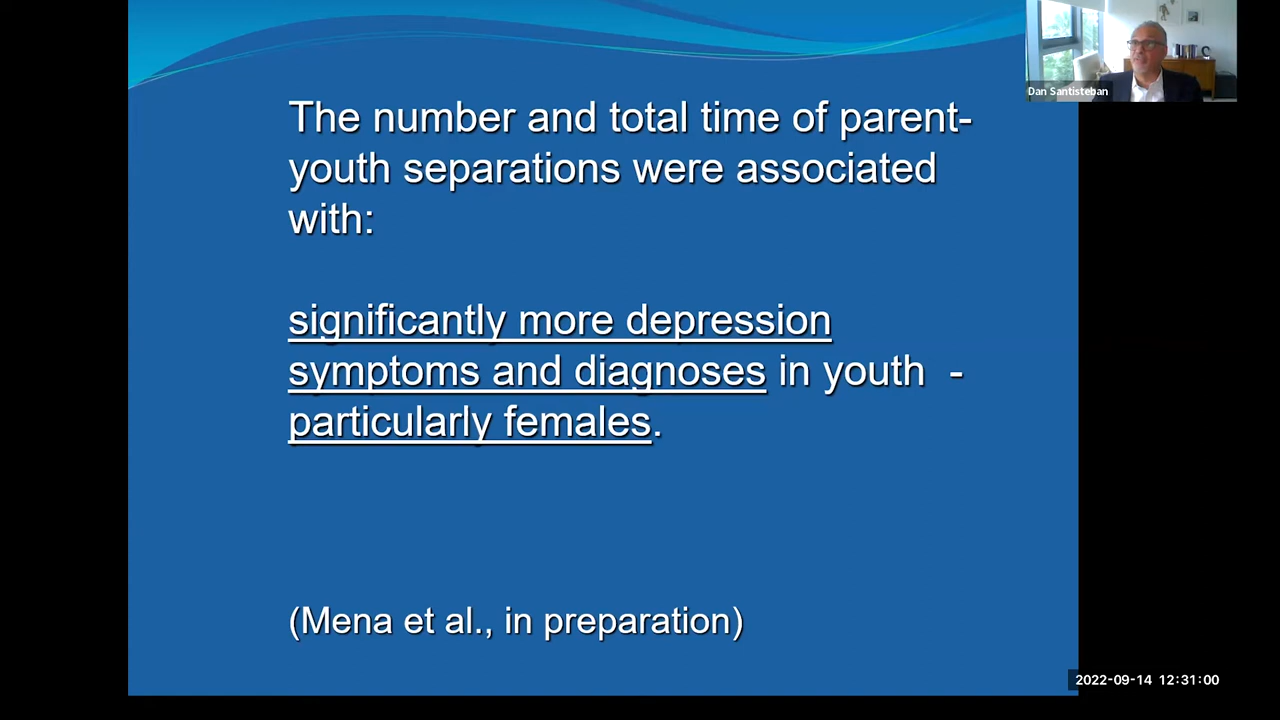 Dan Santisteban
The number and total time of parent-
youth separations were associated
with:
significantly more depression
symptoms and diagnoses in youth  -
particularly females.
(Mena et al., in preparation)
2022-09-14 12:31:00